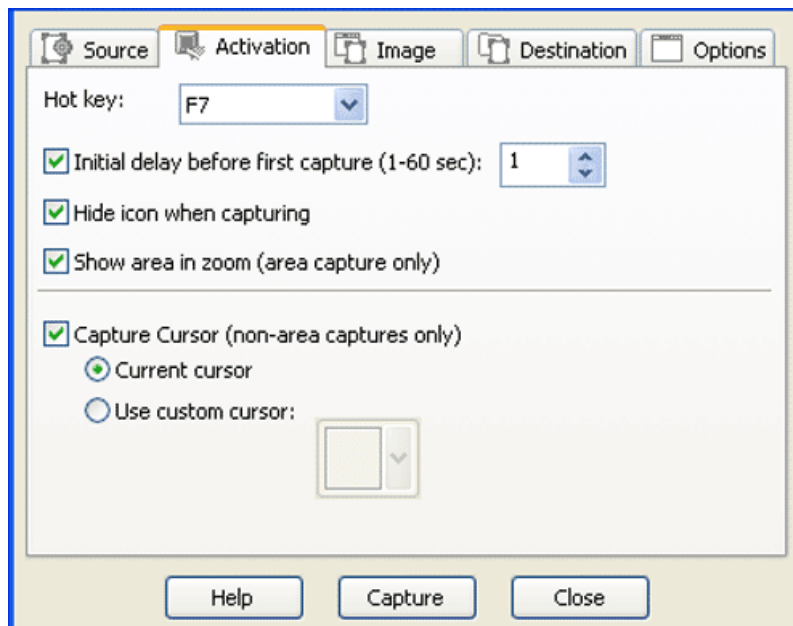 Source Activation Image Destination Options
Hot key: F7
Initial delay before first capture (1-60 sec): 1
Hide icon when capturing
Show area in zoom (area capture only)
Capture Cursor (non-area captures only)
Current cursor
Use custom cursor:
Help Capture Close